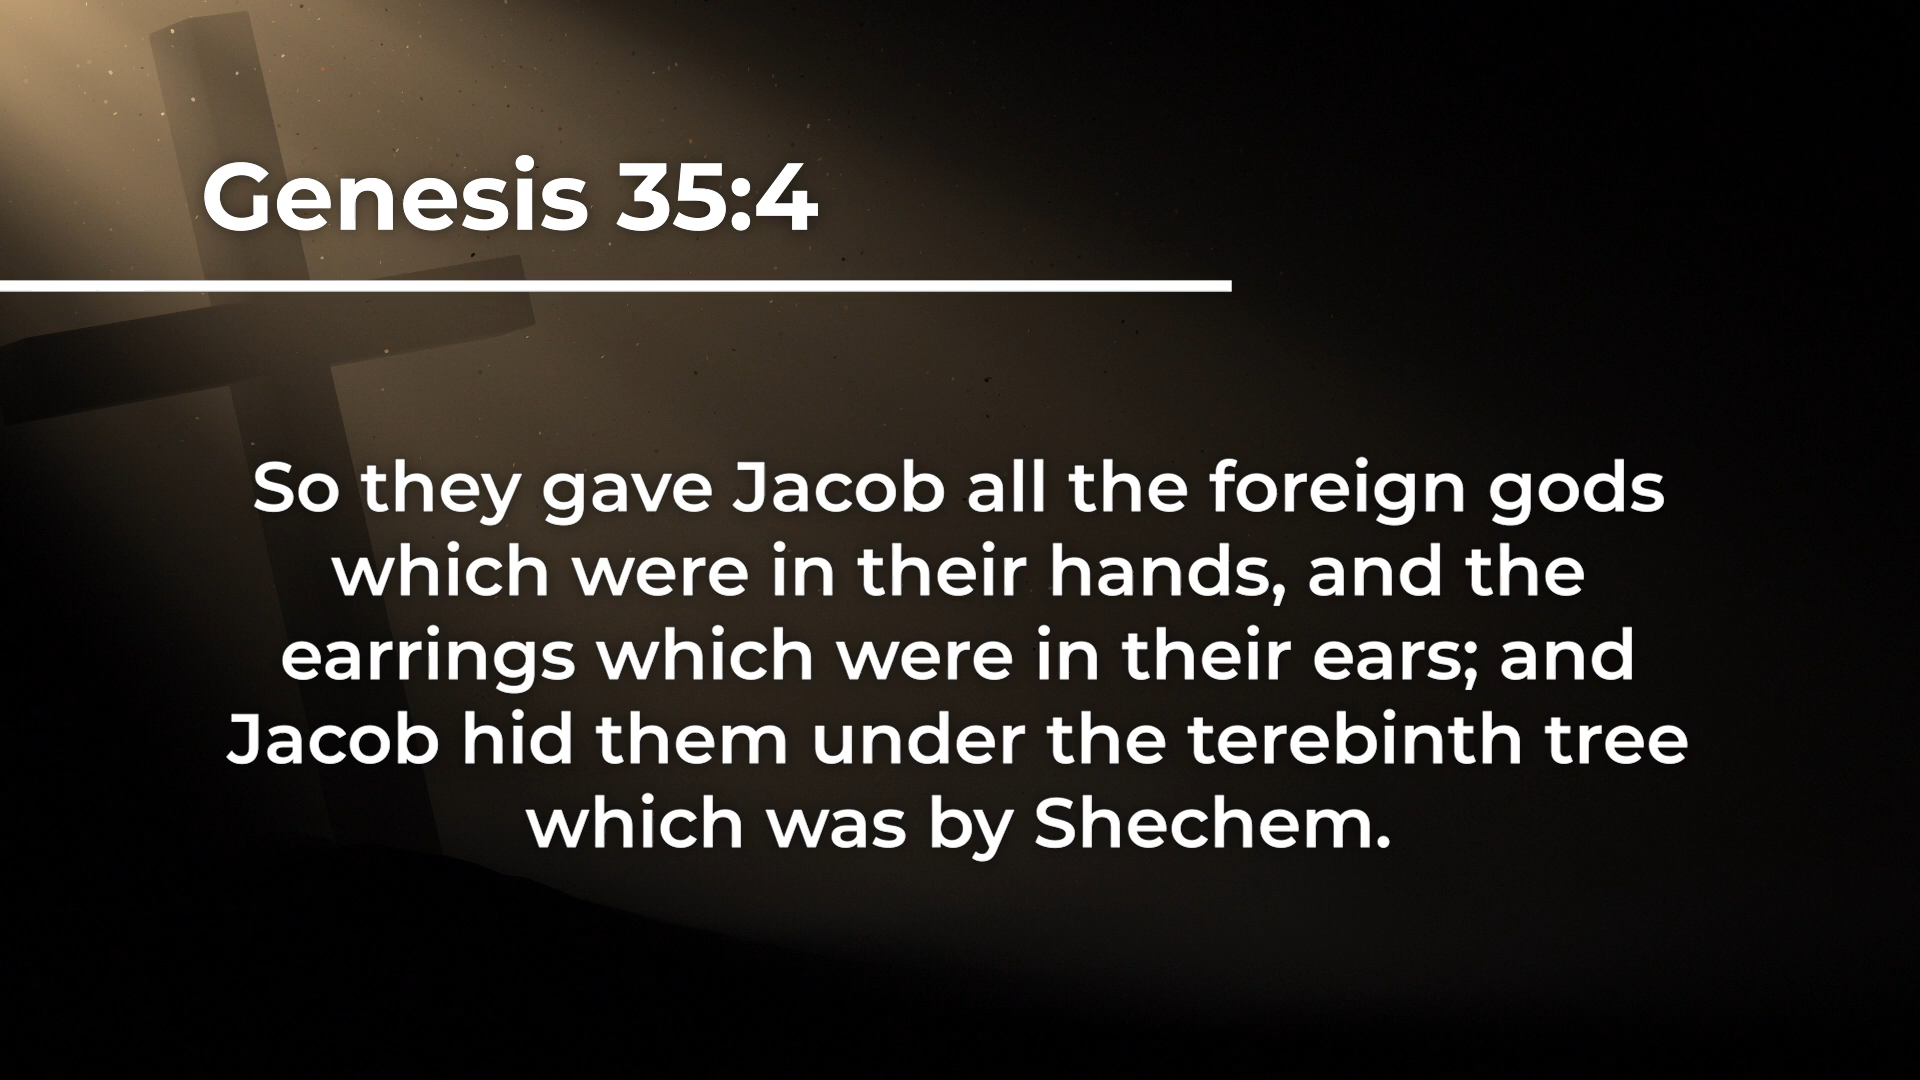 Genesis 35:4
So they gave Jacob all the foreign gods
which were in their hands, and the
earrings which were in their ears; and
Jacob hid them under the terebinth tree
which was by Shechem.